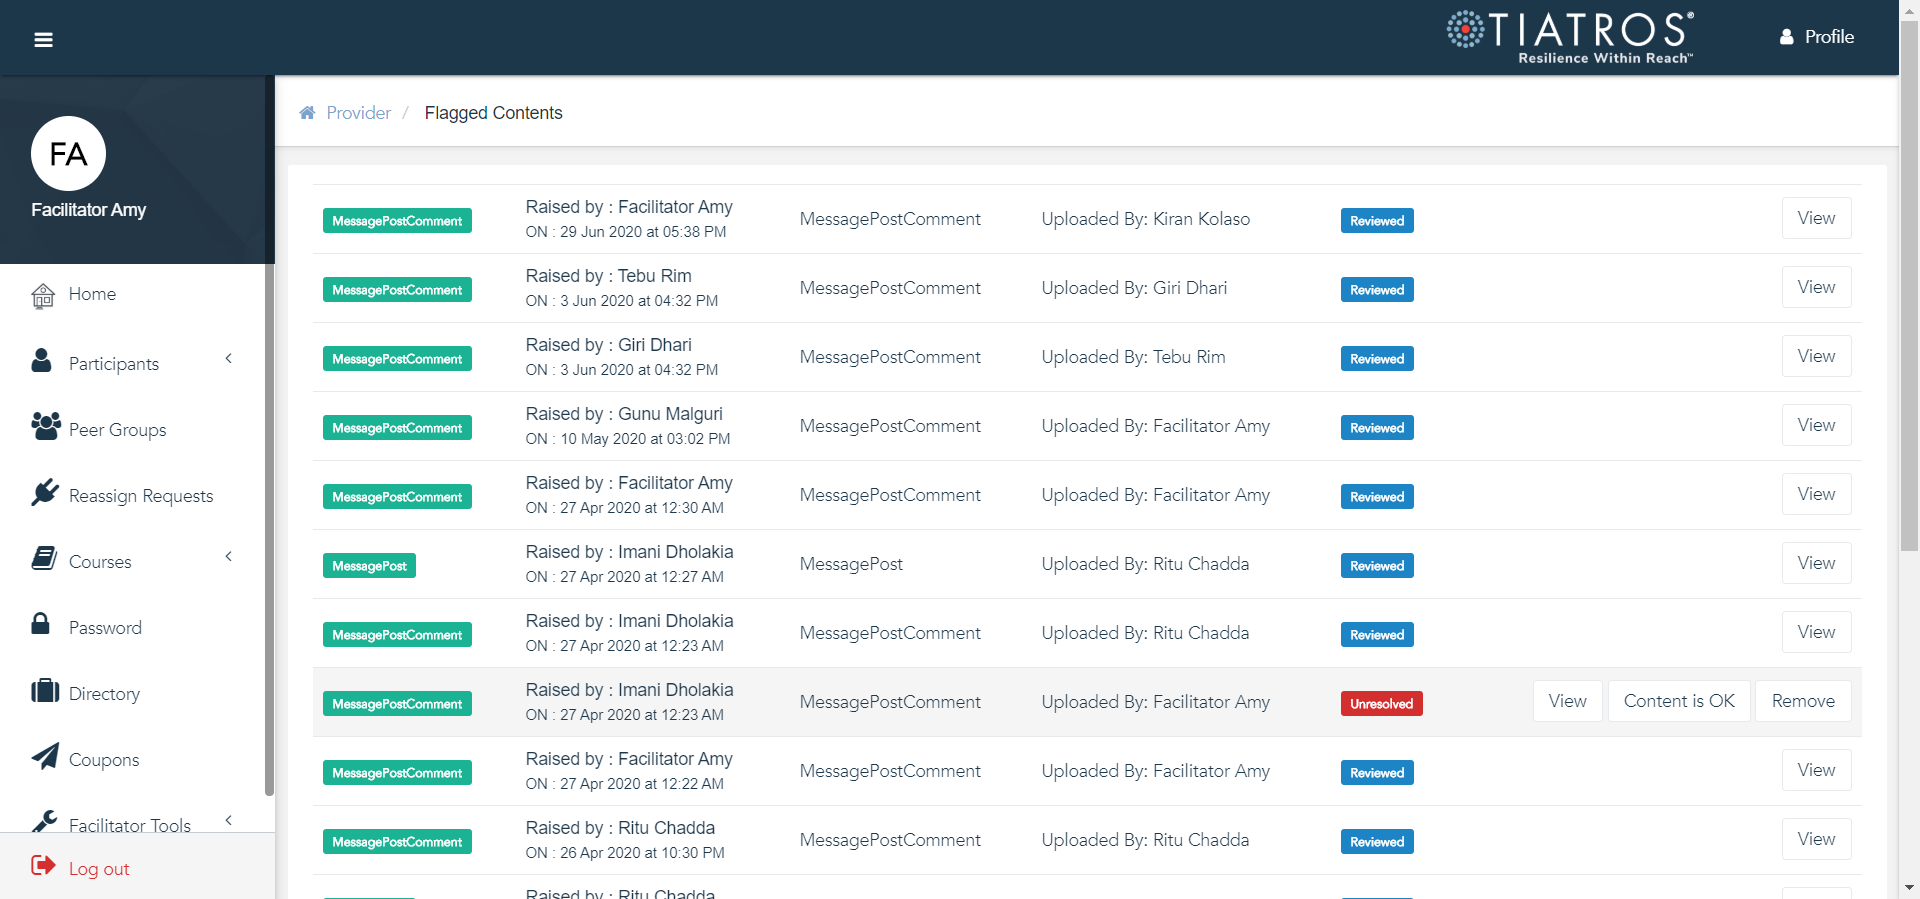 TIATROS®
Resilience Within Reach™
Profile
FA
Facilitator Amy
Home
Participants
Peer Groups
Reassign Requests
Courses
Password
Directory
Coupons
Facilitator Tools
Log out
Provider / Flagged Contents
MessagePostComment Raised by : Facilitator Amy MessagePostComment Uploaded By: Kiran Kolaso Reviewed View
ON : 29 Jun 2020 at 05:38 PM
MessagePostComment Raised by : Tebu Rim MessagePostComment Uploaded By: Giri Dhari Reviewed View
ON : 3 Jun 2020 at 04:32 PM
MessagePostComment Raised by : Giri Dhari MessagePostComment Uploaded By: Tebu Rim Reviewed View
ON : 3 Jun 2020 at 04:32 PM
MessagePostComment Raised by : Gunu Malguri MessagePostComment Uploaded By: Facilitator Amy Reviewed View
ON : 10 May 2020 at 03:02 PM
MessagePostComment Raised by : Facilitator Amy MessagePostComment Uploaded By: Facilitator Amy Reviewed View
ON : 27 Apr 2020 at 12:30 AM
MessagePost Raised by : Imani Dholakia MessagePost Uploaded By: Ritu Chadda Reviewed View
ON : 27 Apr 2020 at 12:27 AM
MessagePostComment Raised by : Imani Dholakia MessagePostComment Uploaded By: Ritu Chadda Reviewed View
ON : 27 Apr 2020 at 12:23 AM
MessagePostComment Raised by : Imani Dholakia MessagePostComment Uploaded By: Facilitator Amy Unresolved View Content is OK Remove
ON : 27 Apr 2020 at 12:23 AM
MessagePostComment Raised by : Facilitator Amy MessagePostComment Uploaded By: Facilitator Amy Reviewed View
ON : 27 Apr 2020 at 12:22 AM
MessagePostComment Raised by : Ritu Chadda MessagePostComment Uploaded By: Ritu Chadda Reviewed View
ON : 26 Apr 2020 at 10:30 PM
Raised by : Ritu Chadda